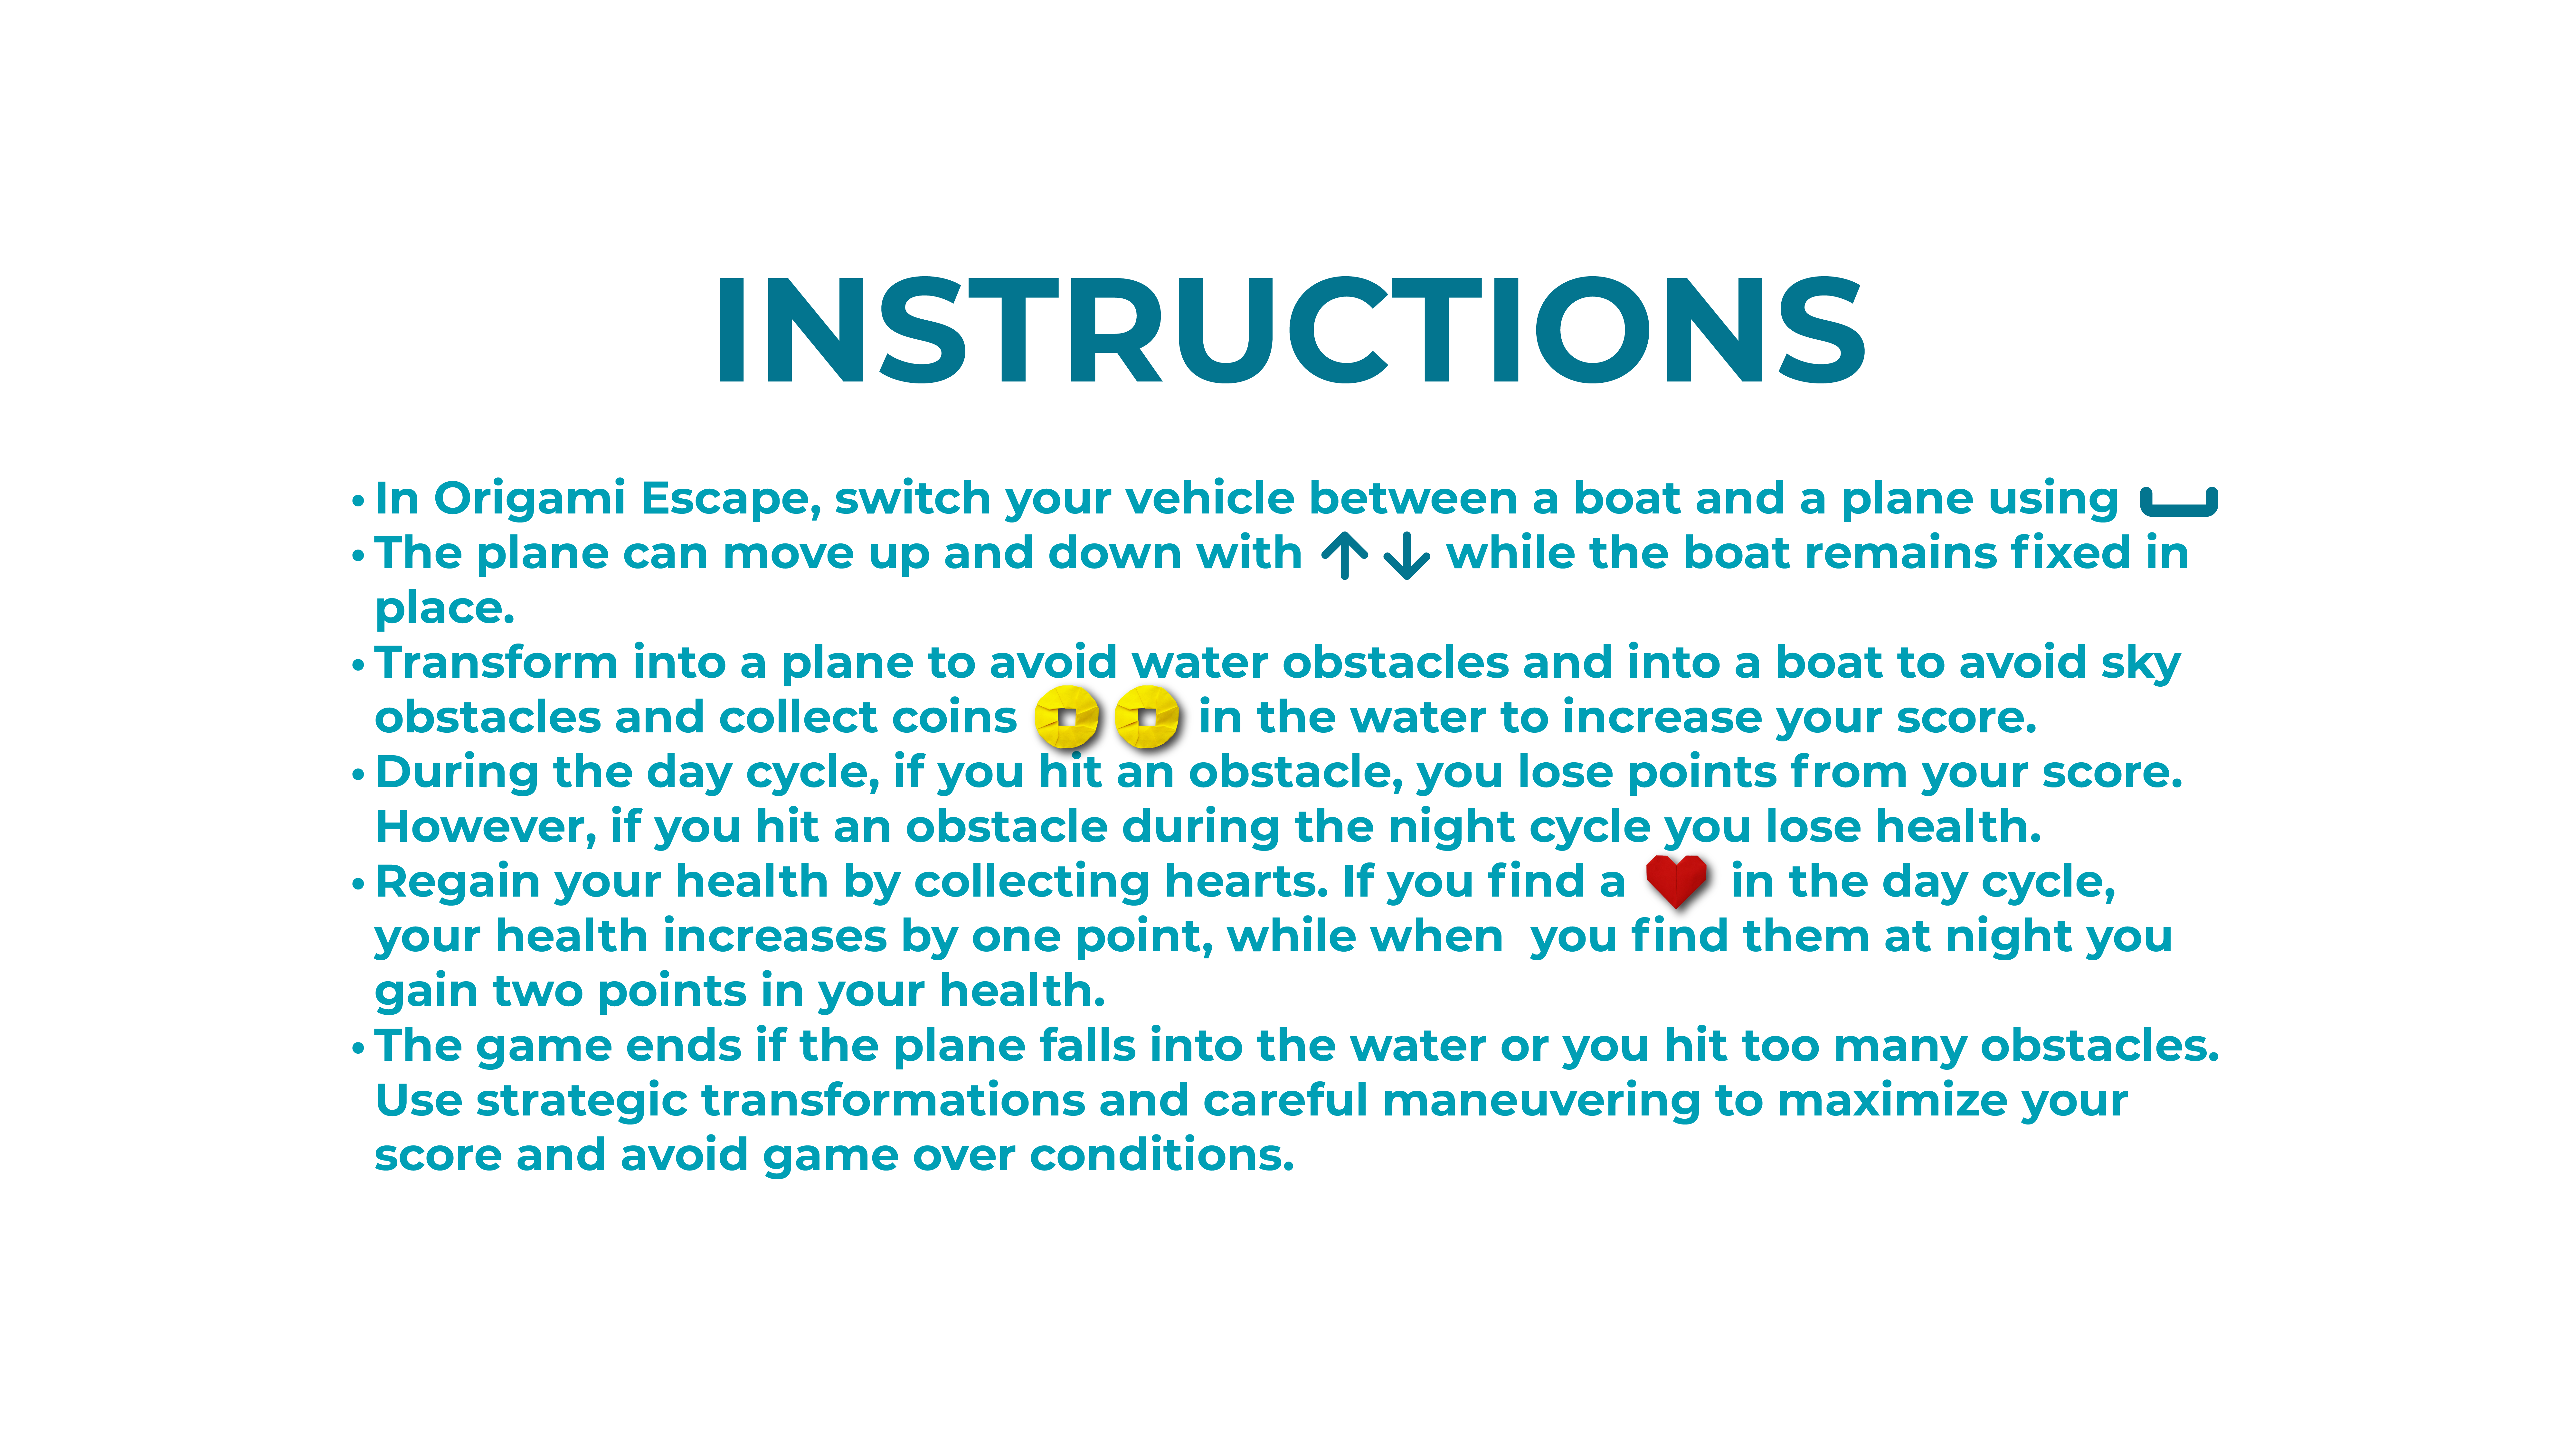 INSTRUCTIONS
• In Origami Escape, switch your vehicle between a boat and a plane using
• The plane can move up and down with ↑ ↓ while the boat remains fixed in
place.
• Transform into a plane to avoid water obstacles and into a boat to avoid sky
obstacles and collect coins in the water to increase your score.
• During the day cycle, if you hit an obstacle, you lose points from your score.
However, if you hit an obstacle during the night cycle you lose health.
• Regain your health by collecting hearts. If you find a in the day cycle,
your health increases by one point, while when  you find them at night you
gain two points in your health.
• The game ends if the plane falls into the water or you hit too many obstacles.
Use strategic transformations and careful maneuvering to maximize your
score and avoid game over conditions.